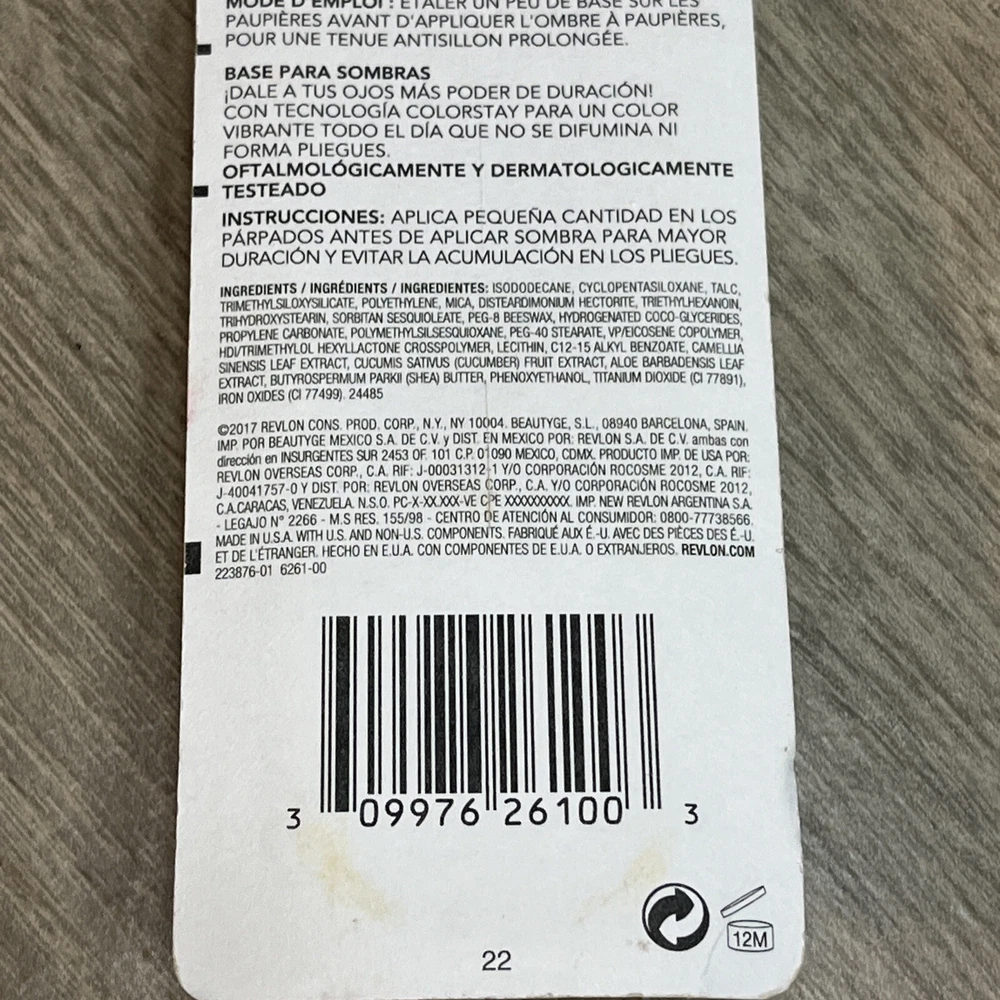 MODE D'EMPLOI : ÉTALER UN PEU DE BASE SUR LES
PAUPIÈRES AVANT D'APPLIQUER L'OMBRE À PAUPIÈRES,
POUR UNE TENUE ANTISILLON PROLONGÉE.
BASE PARA SOMBRAS
¡DALE A TUS OJOS MÁS PODER DE DURACIÓN!
CON TECNOLOGÍA COLORSTAY PARA UN COLOR
VIBRANTE TODO EL DÍA QUE NO SE DIFUMINA NI
FORMA PLIEGUES.
OFTALMOLÓGICAMENTE Y DERMATOLOGICAMENTE
TESTEADO
INSTRUCCIONES: APLICA PEQUEÑA CANTIDAD EN LOS
PÁRPADOS ANTES DE APLICAR SOMBRA PARA MAYOR
DURACIÓN Y EVITAR LA ACUMULACIÓN EN LOS PLIEGUES.
INGREDIENTS / INGRÉDIENTS / INGREDIENTES: ISODODECANE, CYCLOPENTASILOXANE, TALC,
TRIMETHYLSILOXYSILICATE, POLYETHYLENE, MICA, DISTEARDIMONIUM HECTORITE, TRIETHYLHEXANOIN,
TRIHYDROXYSTEARIN, SORBITAN SESQUIOLEATE, PEG-8 BEESWAX, HYDROGENATED COCO-GLYCERIDES,
PROPYLENE CARBONATE, POLYMETHYLSILSESQUIOXANE, PEG-40 STEARATE, VP/EICOSENE COPOLYMER,
HDI/TRIMETHYLOL HEXYLLACTONE CROSSPOLYMER, LECITHIN, C12-15 ALKYL BENZOATE, CAMELLIA
SINENSIS LEAF EXTRACT, CUCUMIS SATIVUS (CUCUMBER) FRUIT EXTRACT, ALOE BARBADENSIS LEAF
EXTRACT, BUTYROSPERMUM PARKII (SHEA) BUTTER, PHENOXYETHANOL, TITANIUM DIOXIDE (CI 77891),
IRON OXIDES (CI 77499). 24485
©2017 REVLON CONS. PROD. CORP., N.Y., NY 10004. BEAUTYGE, S.L., 08940 BARCELONA, SPAIN.
IMP. POR BEAUTYGE MEXICO S.A. DE C.V. y DIST. EN MEXICO POR: REVLON S.A. DE C.V. ambas con
dirección en INSURGENTES SUR 2453 OF. 101 C.P. 01090 MEXICO, CDMX. PRODUCTO IMP. DE USA POR:
REVLON OVERSEAS CORP., C.A. RIF: J-00031312-1 Y/O CORPORACIÓN ROCOSME 2012, C.A. RIF:
J-40041757-0 Y DIST. POR: REVLON OVERSEAS CORP., C.A. Y/O CORPORACIÓN ROCOSME 2012,
C.A.CARACAS, VENEZUELA. N.S.O. PC-X-XX.XXX-VE CPE XXXXXXXXXX. IMP. NEW REVLON ARGENTINA S.A.
- LEGAJO N° 2266 - M.S RES. 155/98 - CENTRO DE ATENCIÓN AL CONSUMIDOR: 0800-77738566.
MADE IN U.S.A. WITH U.S. AND NON-U.S. COMPONENTS. FABRIQUÉ AUX É.-U. AVEC DES PIÈCES DES É.-U.
ET DE L'ÉTRANGER. HECHO EN E.U.A. CON COMPONENTES DE E.U.A. O EXTRANJEROS. REVLON.COM
223876-01 6261-00
3 09976 26100 3
12M
22